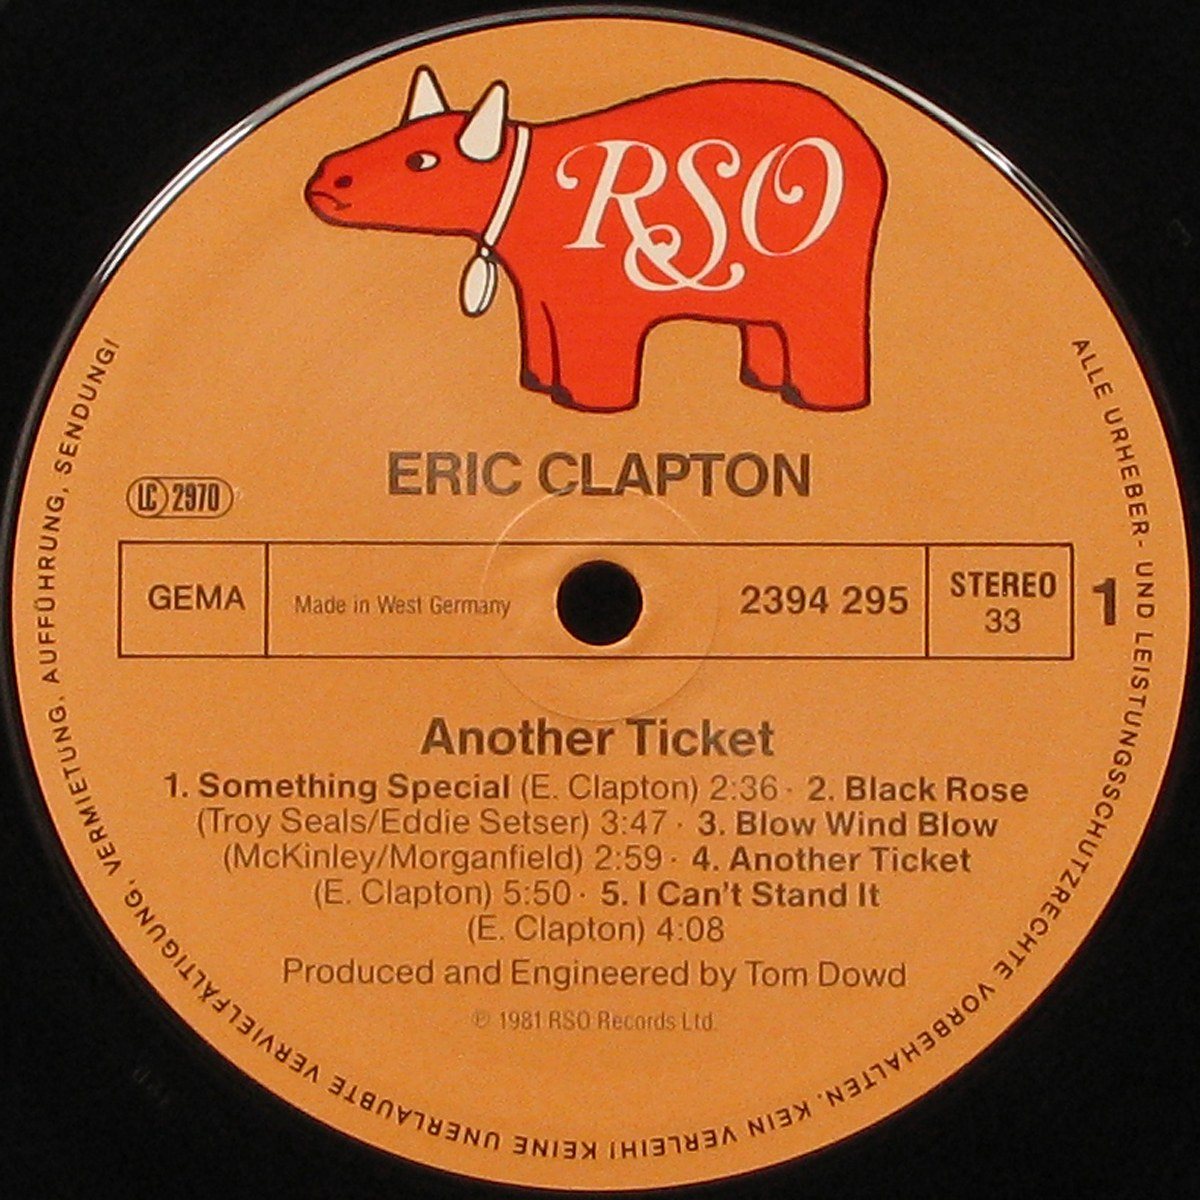 RSO
ERIC CLAPTON
LC 2970
GEMA
Made in West Germany
2394 295
STEREO
33
1
Another Ticket
1. Something Special (E. Clapton) 2:36 · 2. Black Rose
(Troy Seals/Eddie Setser) 3:47 · 3. Blow Wind Blow
(McKinley/Morganfield) 2:59 · 4. Another Ticket
(E. Clapton) 5:50 · 5. I Can't Stand It
(E. Clapton) 4:08
Produced and Engineered by Tom Dowd
℗ 1981 RSO Records Ltd.
ALLE URHEBER- UND LEISTUNGSSCHUTZRECHTE VORBEHALTEN. KEIN VERLEIH! KEINE UNERLAUBTE VERVIELFÄLTIGUNG, VERMIETUNG, AUFFÜHRUNG, SENDUNG!